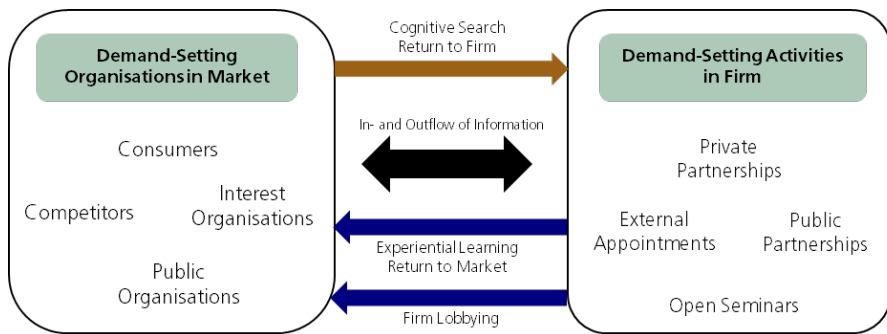 Demand-Setting
Organisations in Market
Consumers
Competitors
Interest
Organisations
Public
Organisations
Cognitive Search
Return to Firm
In- and Outflow of Information
Experiential Learning
Return to Market
Firm Lobbying
Demand-Setting Activities
in Firm
Private
Partnerships
External
Appointments
Public
Partnerships
Open Seminars